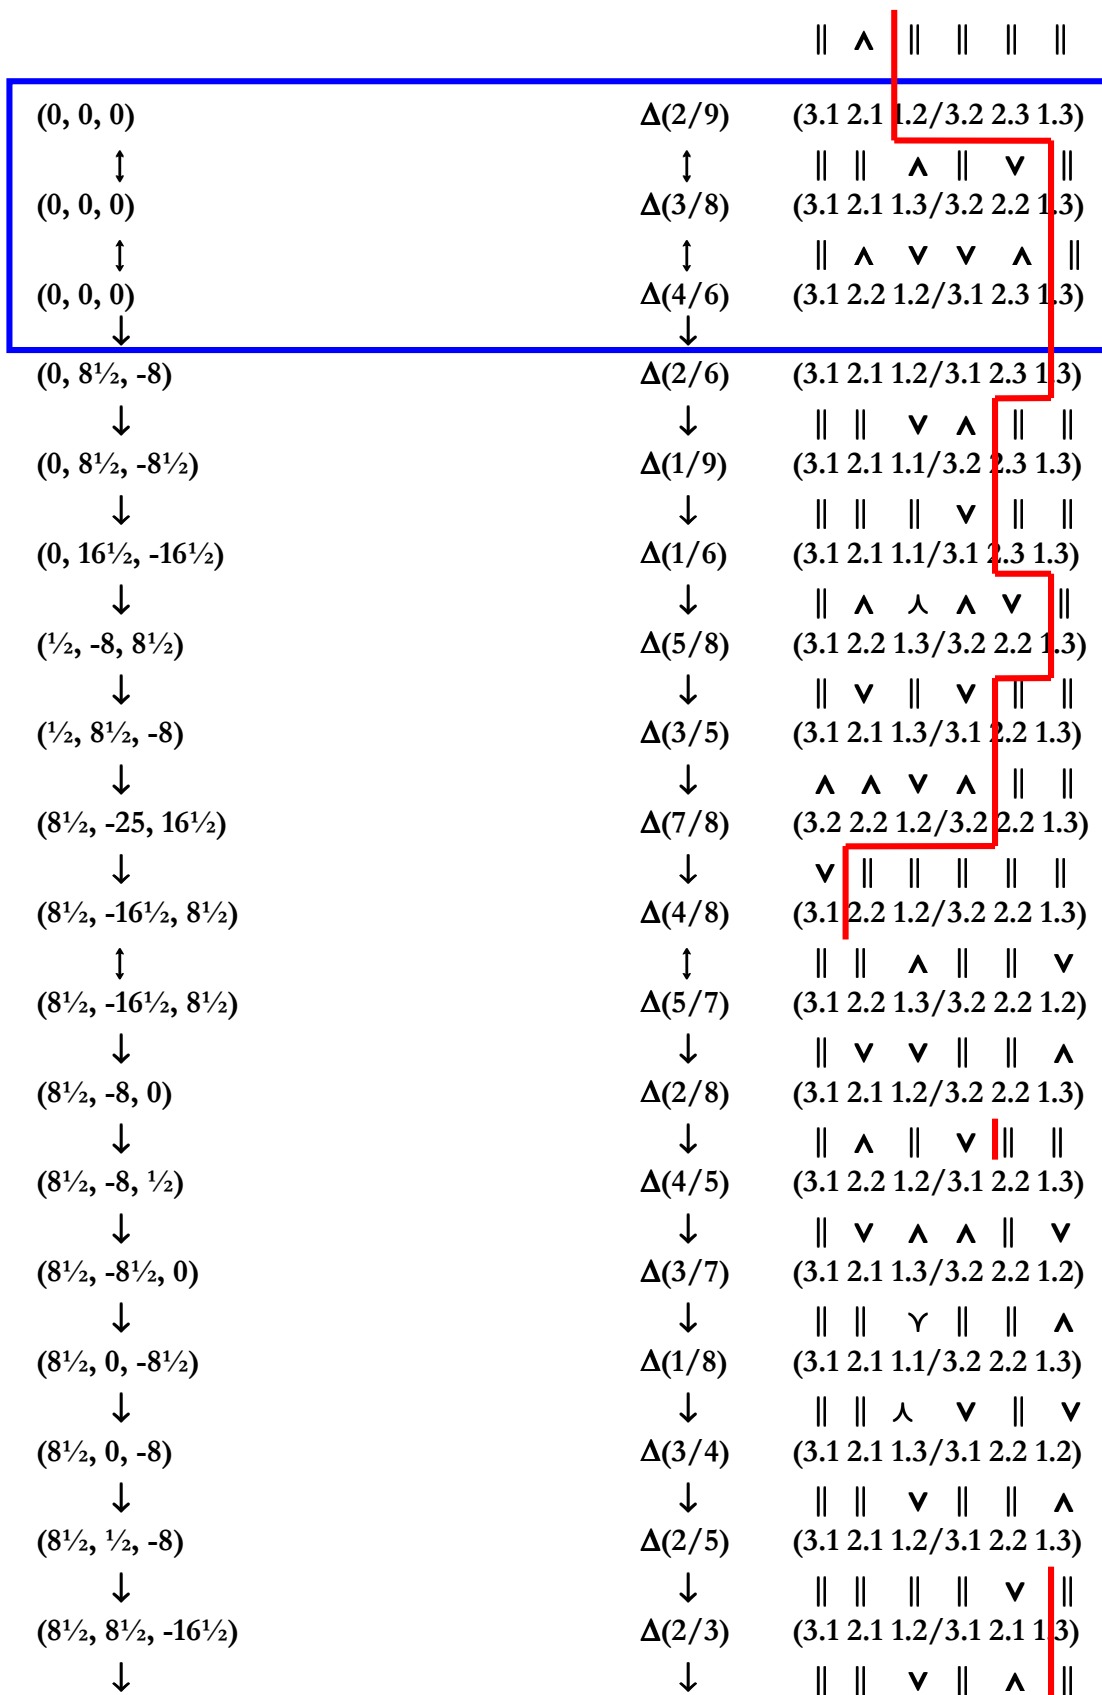 || ∧ || || || ||
(0, 0, 0) Δ(2/9) (3.1 2.1 1.2/3.2 2.3 1.3)
↕ ↕ || || ∧ || ∨ ||
(0, 0, 0) Δ(3/8) (3.1 2.1 1.3/3.2 2.2 1.3)
↕ ↕ || ∧ ∨ ∨ ∧ ||
(0, 0, 0) Δ(4/6) (3.1 2.2 1.2/3.1 2.3 1.3)
↓ ↓
(0, 8½, -8) Δ(2/6) (3.1 2.1 1.2/3.1 2.3 1.3)
↓ ↓ || || ∨ ∧ || ||
(0, 8½, -8½) Δ(1/9) (3.1 2.1 1.1/3.2 2.3 1.3)
↓ ↓ || || || ∨ || ||
(0, 16½, -16½) Δ(1/6) (3.1 2.1 1.1/3.1 2.3 1.3)
↓ ↓ || ∧ ⋏ ∧ ∨ ||
(½, -8, 8½) Δ(5/8) (3.1 2.2 1.3/3.2 2.2 1.3)
↓ ↓ || ∨ || ∨ || ||
(½, 8½, -8) Δ(3/5) (3.1 2.1 1.3/3.1 2.2 1.3)
↓ ↓ ∧ ∧ ∨ ∧ || ||
(8½, -25, 16½) Δ(7/8) (3.2 2.2 1.2/3.2 2.2 1.3)
↓ ↓ ∨ || || || || ||
(8½, -16½, 8½) Δ(4/8) (3.1 2.2 1.2/3.2 2.2 1.3)
↕ ↕ || || ∧ || || ∨
(8½, -16½, 8½) Δ(5/7) (3.1 2.2 1.3/3.2 2.2 1.2)
↓ ↓ || ∨ ∨ || || ∧
(8½, -8, 0) Δ(2/8) (3.1 2.1 1.2/3.2 2.2 1.3)
↓ ↓ || ∧ || ∨ || ||
(8½, -8, ½) Δ(4/5) (3.1 2.2 1.2/3.1 2.2 1.3)
↓ ↓ || ∨ ∧ ∧ || ∨
(8½, -8½, 0) Δ(3/7) (3.1 2.1 1.3/3.2 2.2 1.2)
↓ ↓ || || ⋎ || || ∧
(8½, 0, -8½) Δ(1/8) (3.1 2.1 1.1/3.2 2.2 1.3)
↓ ↓ || || ⋏ ∨ || ∨
(8½, 0, -8) Δ(3/4) (3.1 2.1 1.3/3.1 2.2 1.2)
↓ ↓ || || ∨ || || ∧
(8½, ½, -8) Δ(2/5) (3.1 2.1 1.2/3.1 2.2 1.3)
↓ ↓ || || || || ∨ ||
(8½, 8½, -16½) Δ(2/3) (3.1 2.1 1.2/3.1 2.1 1.3)
↓ ↓ || || ∨ || ∧ ||